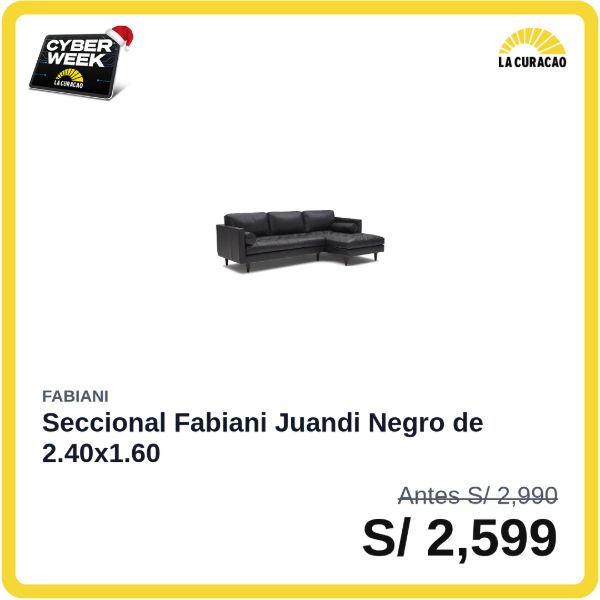 CYBER
WEEK
LA CURACAO
LA CURACAO
FABIANI
Seccional Fabiani Juandi Negro de
2.40x1.60
Antes S/ 2,990
S/ 2,599